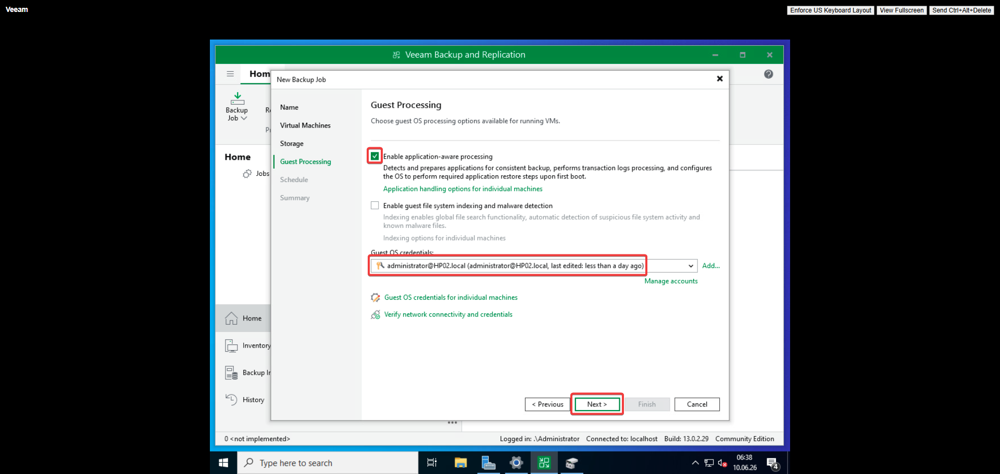 Veeam
Enforce US Keyboard Layout View Fullscreen Send Ctrl+Alt+Delete
Veeam Backup and Replication
Hom
New Backup Job
Backup
Job
Name
Virtual Machines
Storage
Guest Processing
Schedule
Summary
Guest Processing
Choose guest OS processing options available for running VMs.
Enable application-aware processing
Detects and prepares applications for consistent backup, performs transaction logs processing, and configures
the OS to perform required application restore steps upon first boot.
Application handling options for individual machines
Enable guest file system indexing and malware detection
Indexing enables global file search functionality, automatic detection of suspicious file system activity and
known malware files.
Indexing options for individual machines
Guest OS credentials:
administrator@HP02.local (administrator@HP02.local, last edited: less than a day ago)
Add...
Manage accounts
Guest OS credentials for individual machines
Verify network connectivity and credentials
< Previous Next > Finish Cancel
Home
Jobs
Home
Inventory
Backup In
History
0 <not implemented> Logged in: .\Administrator Connected to: localhost Build: 13.0.2.29 Community Edition
Type here to search
06:38
10.06.26
4